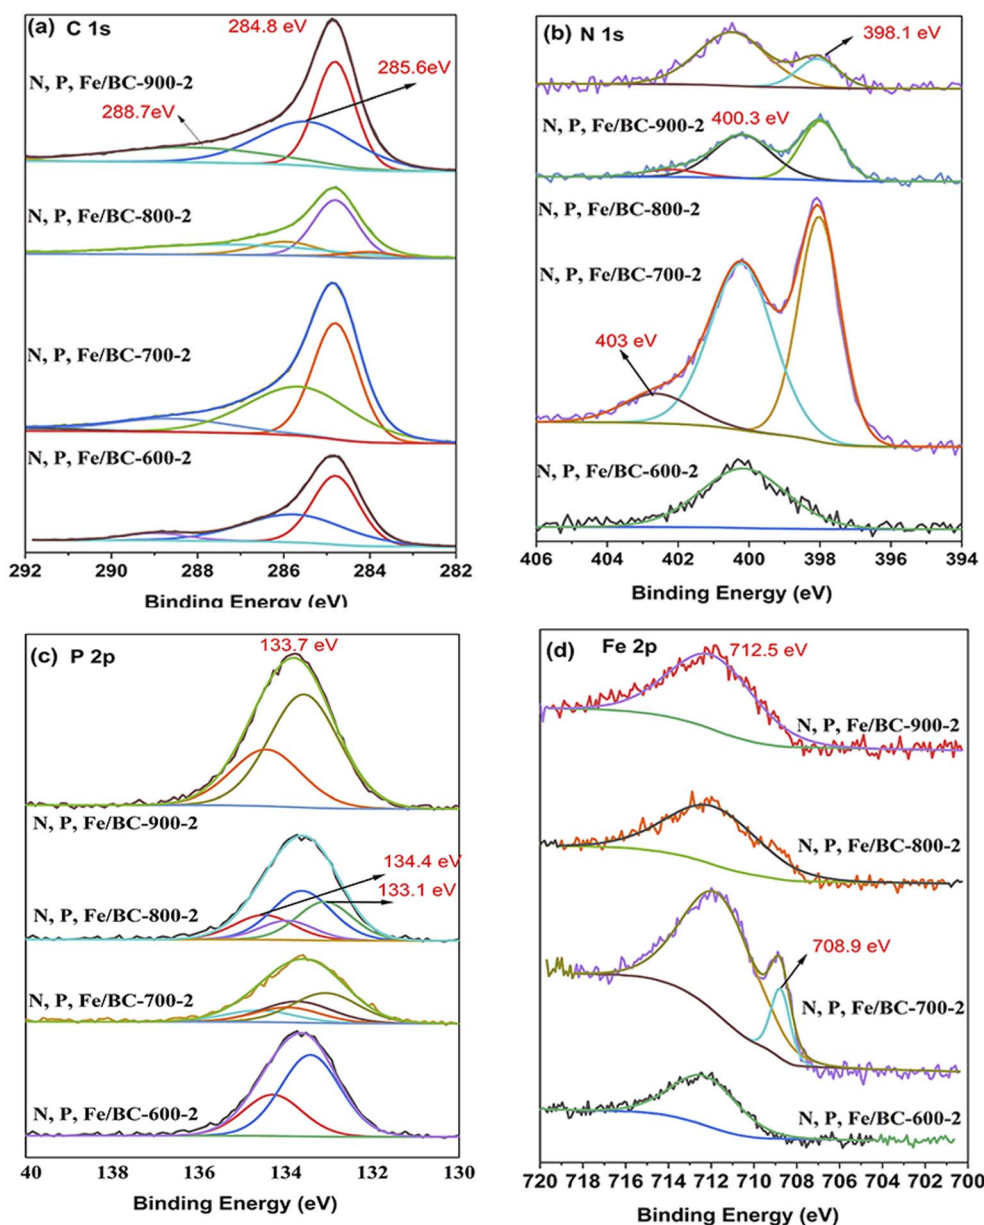 (a) C 1s
284.8 eV
285.6eV
N, P, Fe/BC-900-2
288.7eV
N, P, Fe/BC-800-2
N, P, Fe/BC-700-2
N, P, Fe/BC-600-2
292 290 288 286 284 282
Binding Energy (eV)
(b) N 1s
398.1 eV
N, P, Fe/BC-900-2
400.3 eV
N, P, Fe/BC-800-2
N, P, Fe/BC-700-2
403 eV
N, P, Fe/BC-600-2
406 404 402 400 398 396 394
Binding Energy (eV)
(c) P 2p
133.7 eV
N, P, Fe/BC-900-2
134.4 eV
133.1 eV
N, P, Fe/BC-800-2
N, P, Fe/BC-700-2
N, P, Fe/BC-600-2
40 138 136 134 132 130
Binding Energy (eV)
(d) Fe 2p
712.5 eV
N, P, Fe/BC-900-2
N, P, Fe/BC-800-2
708.9 eV
N, P, Fe/BC-700-2
N, P, Fe/BC-600-2
720 718 716 714 712 710 708 706 704 702 700
Binding Energy (eV)